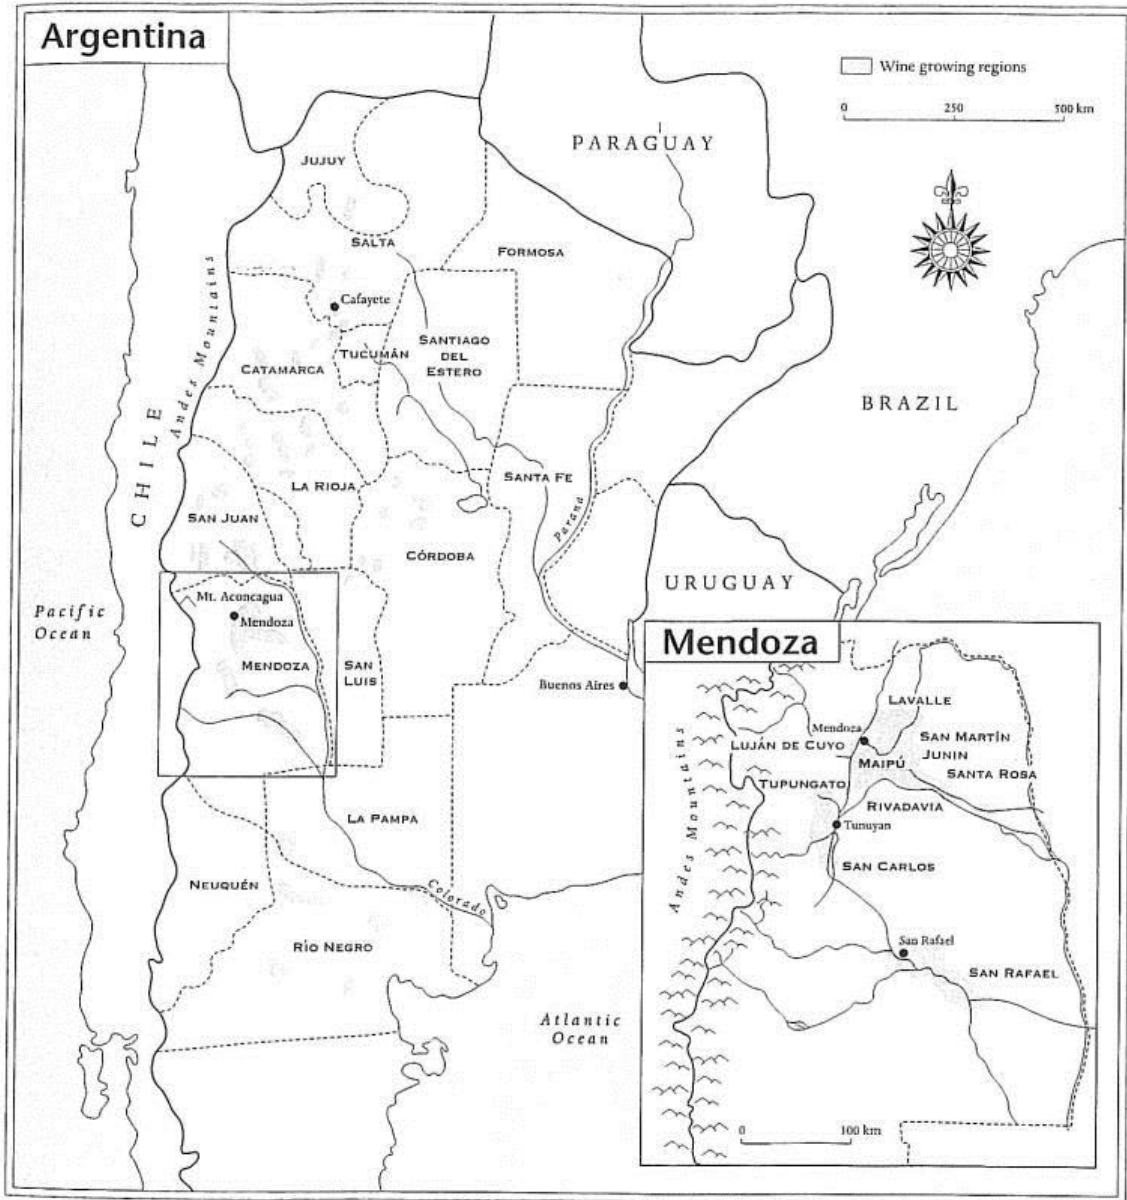 Argentina
Wine growing regions
0 250 500 km
PARAGUAY
JUJUY
SALTA
FORMOSA
Andes Mountains
Cafayete
SANTIAGO
DEL
ESTERO
TUCUMÁN
CATAMARCA
BRAZIL
CHILE
SANTA FE
LA RIOJA
Parana
SAN JUAN
CÓRDOBA
URUGUAY
Pacific
Ocean
Mt. Aconcagua
Mendoza
MENDOZA
SAN
LUIS
Buenos Aires
LA PAMPA
NEUQUÉN
Colorado
RÍO NEGRO
Atlantic
Ocean
Mendoza
LAVALLE
Mendoza
SAN MARTÍN
LUJÁN DE CUYO
JUNIN
MAIPÚ
SANTA ROSA
TUPUNGATO
RIVADAVIA
Tunuyan
Andes Mountains
SAN CARLOS
San Rafael
SAN RAFAEL
0 100 km